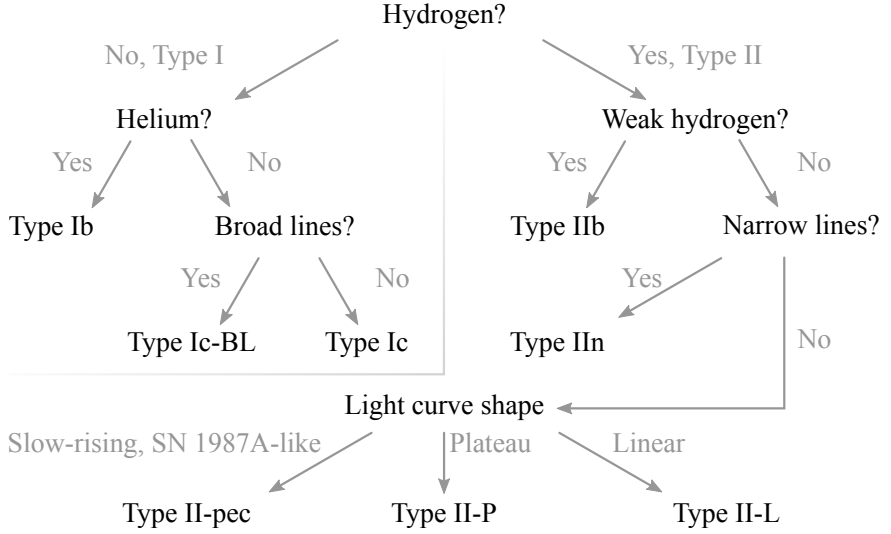 Hydrogen?
No, Type I
Yes, Type II
Helium?
Weak hydrogen?
Yes
No
Yes
No
Type Ib
Broad lines?
Type IIb
Narrow lines?
Yes
No
Yes
Type Ic-BL
Type Ic
Type IIn
No
Light curve shape
Slow-rising, SN 1987A-like
Plateau
Linear
Type II-pec
Type II-P
Type II-L